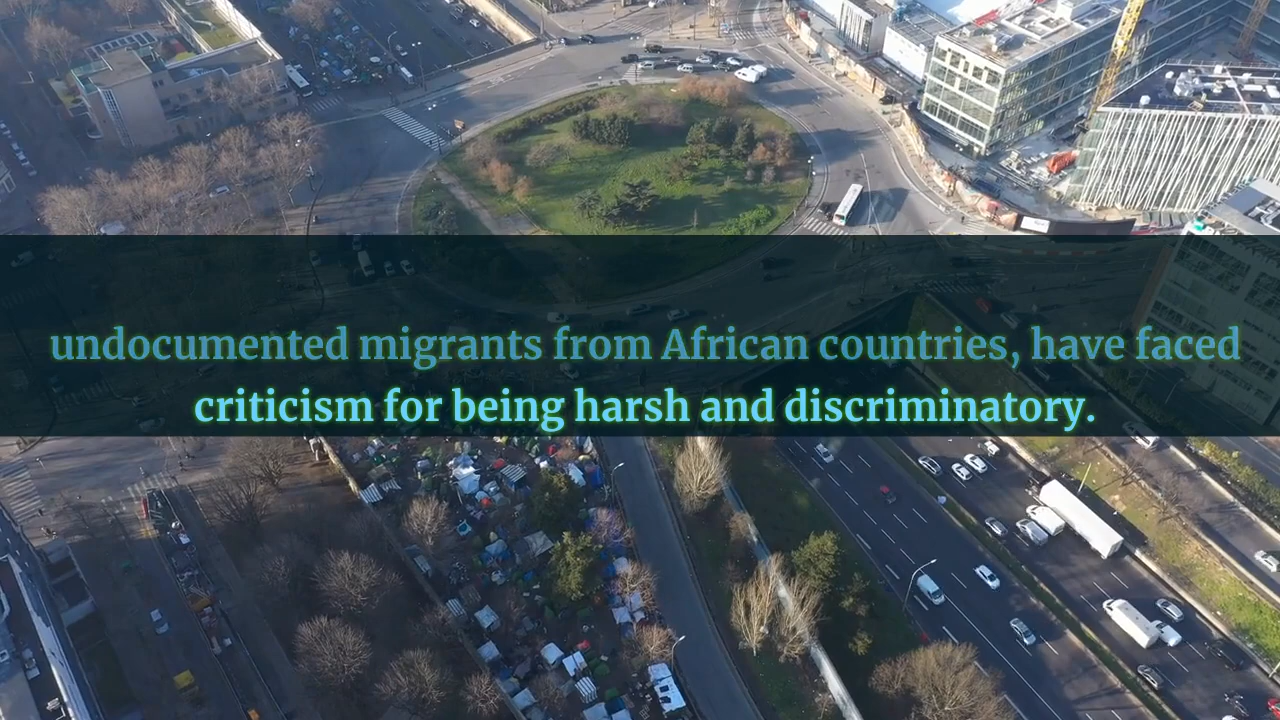 undocumented migrants from African countries, have faced
criticism for being harsh and discriminatory.